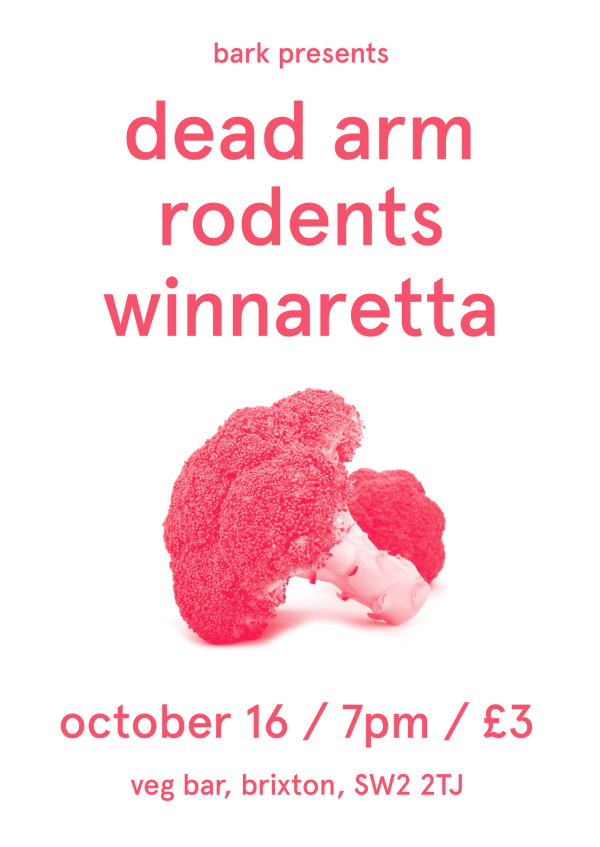 bark presents
dead arm
rodents
winnaretta
october 16 / 7pm / £3
veg bar, brixton, SW2 2TJ